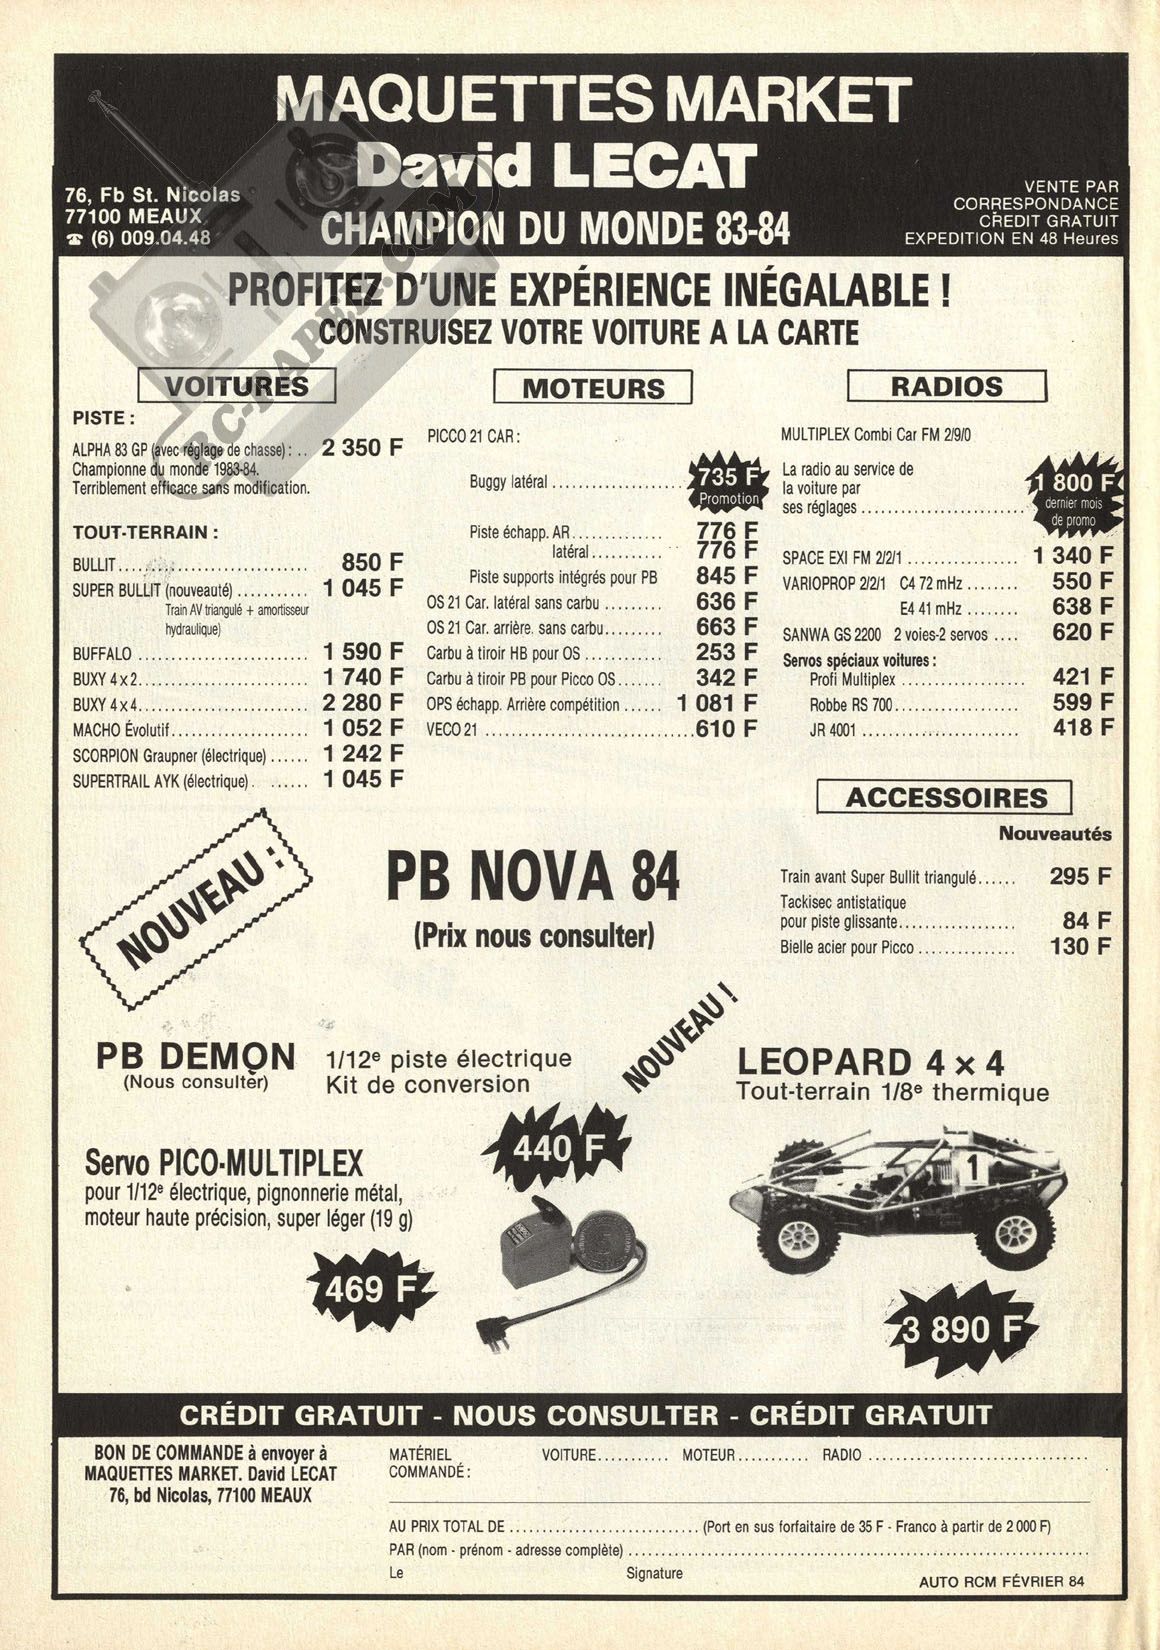 MAQUETTES MARKET
David LECAT
CHAMPION DU MONDE 83-84
76, Fb St. Nicolas
77100 MEAUX
☎ (6) 009.04.48
VENTE PAR
CORRESPONDANCE
CREDIT GRATUIT
EXPEDITION EN 48 Heures
RC-PAPER.COM
PROFITEZ D'UNE EXPÉRIENCE INÉGALABLE !
CONSTRUISEZ VOTRE VOITURE A LA CARTE
VOITURES
PISTE :
ALPHA 83 GP (avec réglage de chasse) : .. 2 350 F
Championne du monde 1983-84.
Terriblement efficace sans modification.
TOUT-TERRAIN :
BULLIT ........ 850 F
SUPER BULLIT (nouveauté) ........ 1 045 F
Train AV triangulé + amortisseur
hydraulique)
BUFFALO ........ 1 590 F
BUXY 4 x 2 ........ 1 740 F
BUXY 4 x 4 ........ 2 280 F
MACHO Évolutif ........ 1 052 F
SCORPION Graupner (électrique) ...... 1 242 F
SUPERTRAIL AYK (électrique) . ...... 1 045 F
MOTEURS
PICCO 21 CAR :
Buggy latéral ........ 735 F
Promotion
Piste échapp. AR ........ 776 F
latéral ........ 776 F
Piste supports intégrés pour PB 845 F
OS 21 Car. latéral sans carbu ........ 636 F
OS 21 Car. arrière. sans carbu ........ 663 F
Carbu à tiroir HB pour OS ........ 253 F
Carbu à tiroir PB pour Picco OS ...... 342 F
OPS échapp. Arrière compétition ...... 1 081 F
VECO 21 ........ 610 F
RADIOS
MULTIPLEX Combi Car FM 2/9/0
La radio au service de
la voiture par
ses réglages ........ 1 800 F
dernier mois
de promo
SPACE EXI FM 2/2/1 ........ 1 340 F
VARIOPROP 2/2/1 C4 72 mHz ........ 550 F
E4 41 mHz ........ 638 F
SANWA GS 2200 2 voies-2 servos .... 620 F
Servos spéciaux voitures :
Profi Multiplex ........ 421 F
Robbe RS 700 ........ 599 F
JR 4001 ........ 418 F
ACCESSOIRES
Nouveautés
Train avant Super Bullit triangulé ...... 295 F
Tackisec antistatique
pour piste glissante ........ 84 F
Bielle acier pour Picco ........ 130 F
NOUVEAU :
PB NOVA 84
(Prix nous consulter)
PB DEMON
(Nous consulter)
1/12e piste électrique
Kit de conversion
NOUVEAU !
LEOPARD 4 × 4
Tout-terrain 1/8e thermique
1
3 890 F
440 F
Servo PICO-MULTIPLEX
pour 1/12e électrique, pignonnerie métal,
moteur haute précision, super léger (19 g)
469 F
CRÉDIT GRATUIT - NOUS CONSULTER - CRÉDIT GRATUIT
BON DE COMMANDE à envoyer à
MAQUETTES MARKET. David LECAT
76, bd Nicolas, 77100 MEAUX
MATÉRIEL VOITURE ........ MOTEUR ........ RADIO ........
COMMANDÉ :
AU PRIX TOTAL DE ........ (Port en sus forfaitaire de 35 F - Franco à partir de 2 000 F)
PAR (nom - prénom - adresse complète) ........
Le Signature
AUTO RCM FÉVRIER 84